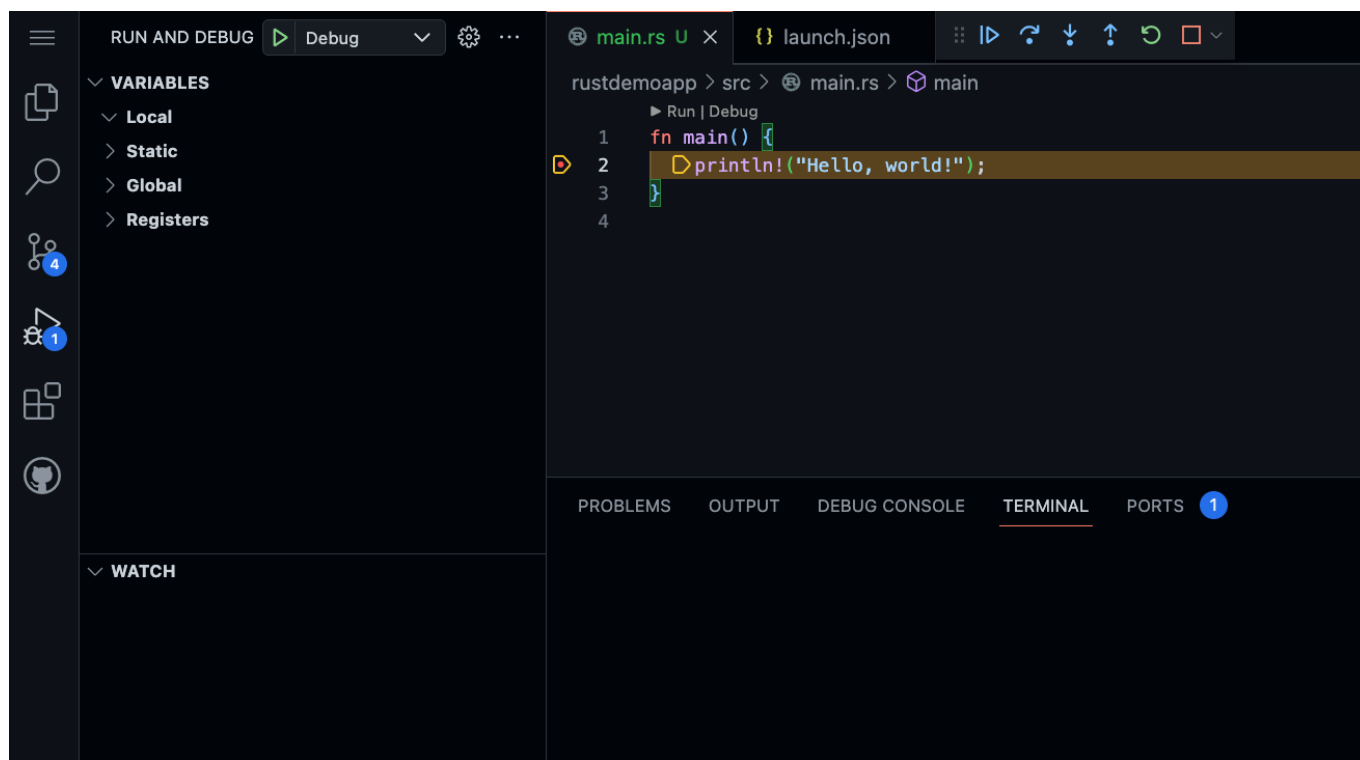 RUN AND DEBUG Debug
VARIABLES
Local
Static
Global
Registers
WATCH
4
1
main.rs U
{} launch.json
rustdemoapp > src > main.rs > main
Run | Debug
1 fn main() {
2 println!("Hello, world!");
3 }
4
PROBLEMS OUTPUT DEBUG CONSOLE TERMINAL PORTS 1